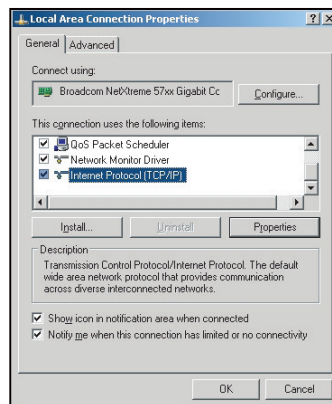 Local Area Connection Properties
General
Advanced
Connect using:
Broadcom NetXtreme 57xx Gigabit Cc
Configure...
This connection uses the following items:
QoS Packet Scheduler
Network Monitor Driver
Internet Protocol (TCP/IP)
Install...
Uninstall
Properties
Description
Transmission Control Protocol/Internet Protocol. The default
wide area network protocol that provides communication
across diverse interconnected networks.
Show icon in notification area when connected
Notify me when this connection has limited or no connectivity
OK
Cancel